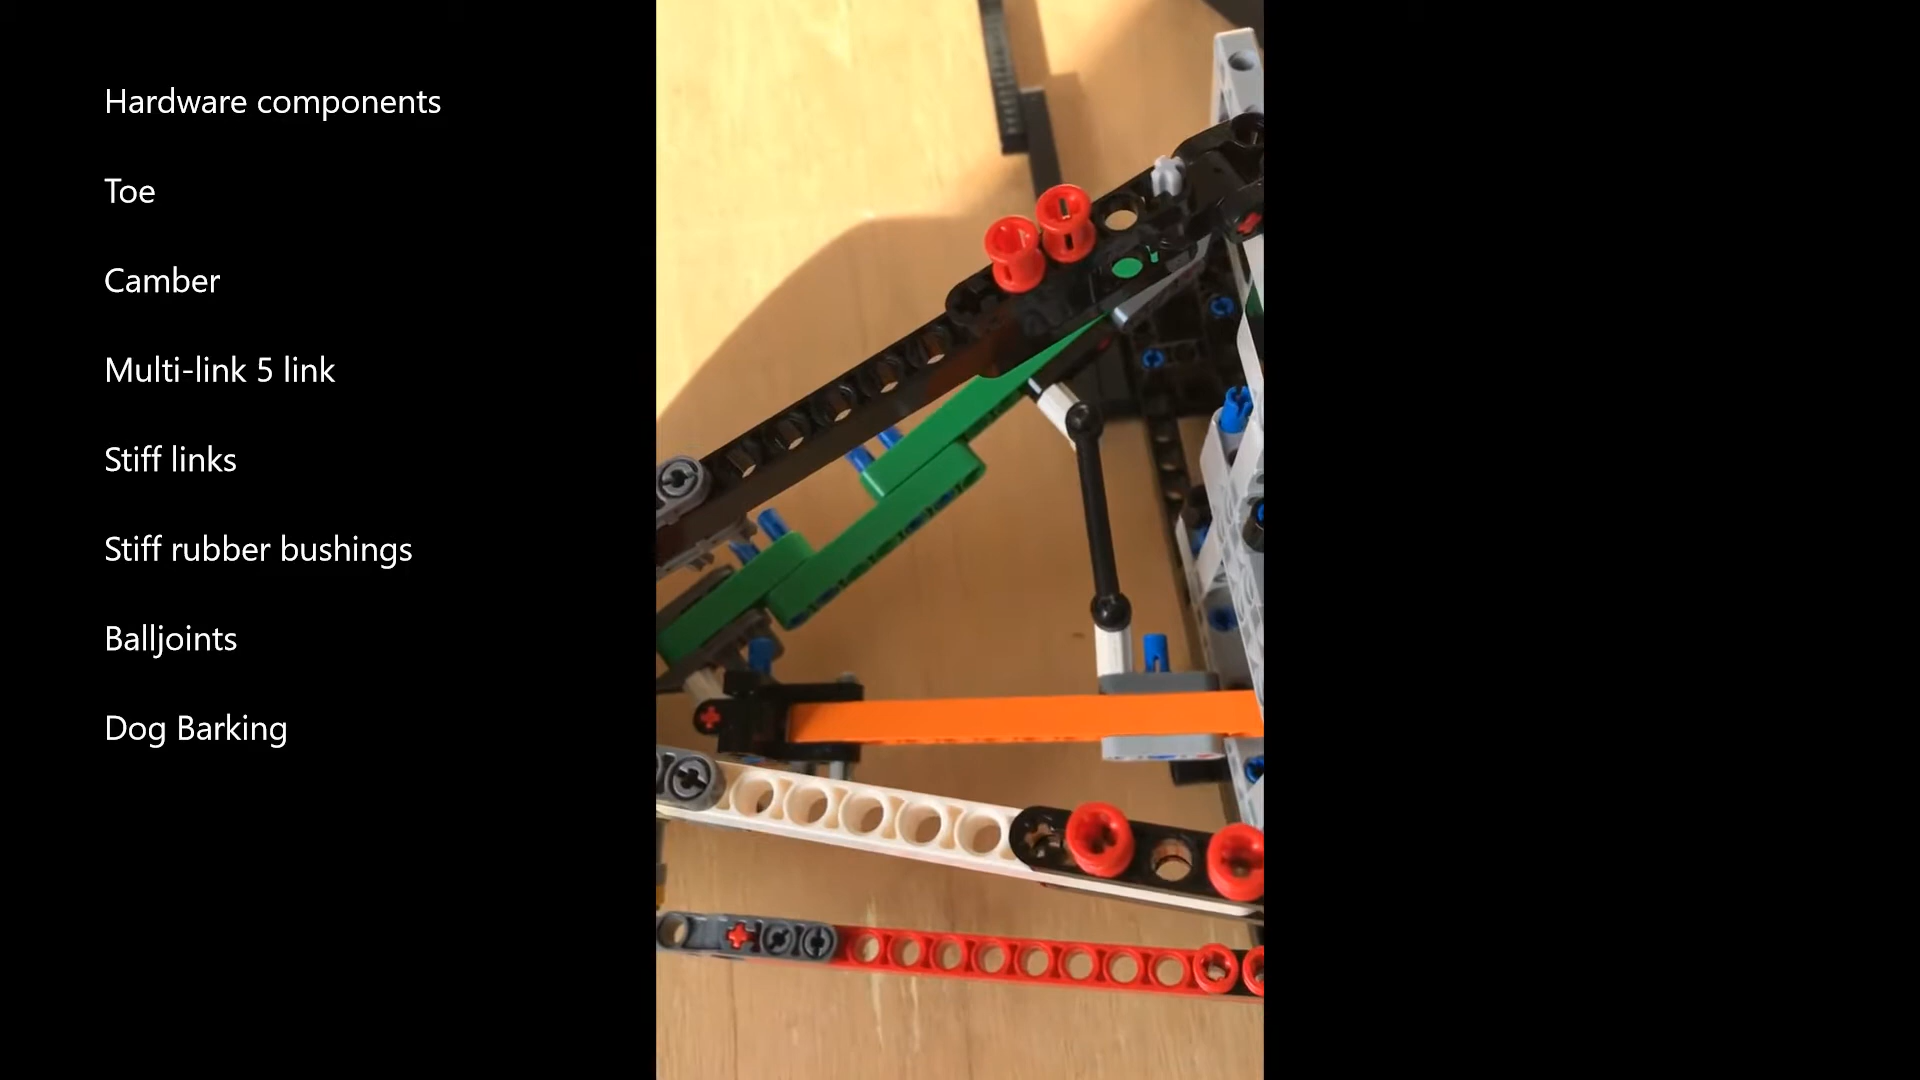 Hardware components
Toe
Camber
Multi-link 5 link
Stiff links
Stiff rubber bushings
Balljoints
Dog Barking